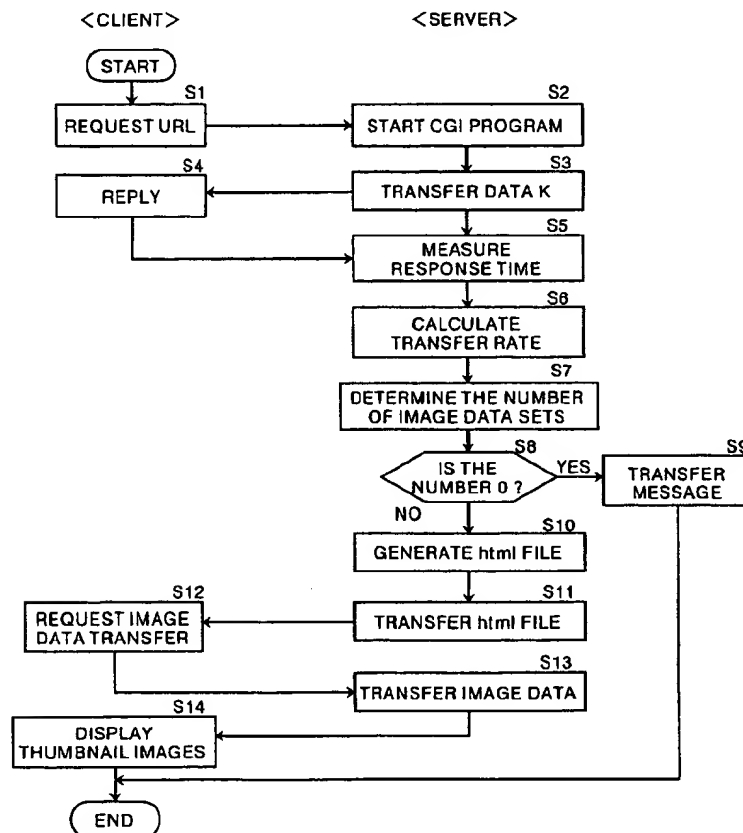 <CLIENT> <SERVER>
START
S1
REQUEST URL
S2
START CGI PROGRAM
S3
TRANSFER DATA K
S4
REPLY
S5
MEASURE
RESPONSE TIME
S6
CALCULATE
TRANSFER RATE
S7
DETERMINE THE NUMBER
OF IMAGE DATA SETS
S8
IS THE
NUMBER 0 ?
YES
NO
S9
TRANSFER
MESSAGE
S10
GENERATE html FILE
S11
TRANSFER html FILE
S12
REQUEST IMAGE
DATA TRANSFER
S13
TRANSFER IMAGE DATA
S14
DISPLAY
THUMBNAIL IMAGES
END